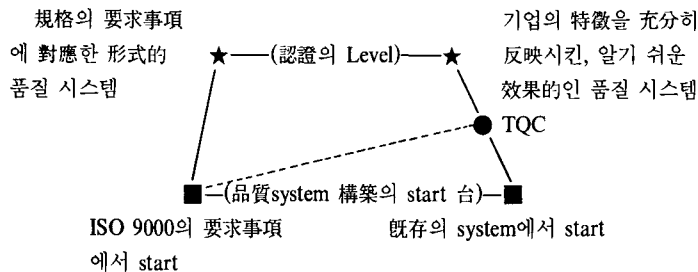 規格의 要求事項
에 對應한 形式的
품질 시스템
★—(認證의 Level)—★
기업의 特徵을 充分히
反映시킨, 알기 쉬운
效果的인 품질 시스템
TQC
■—(品質system 構築의 start 台)—■
ISO 9000의 要求事項
에서 start
旣存의 system에서 start